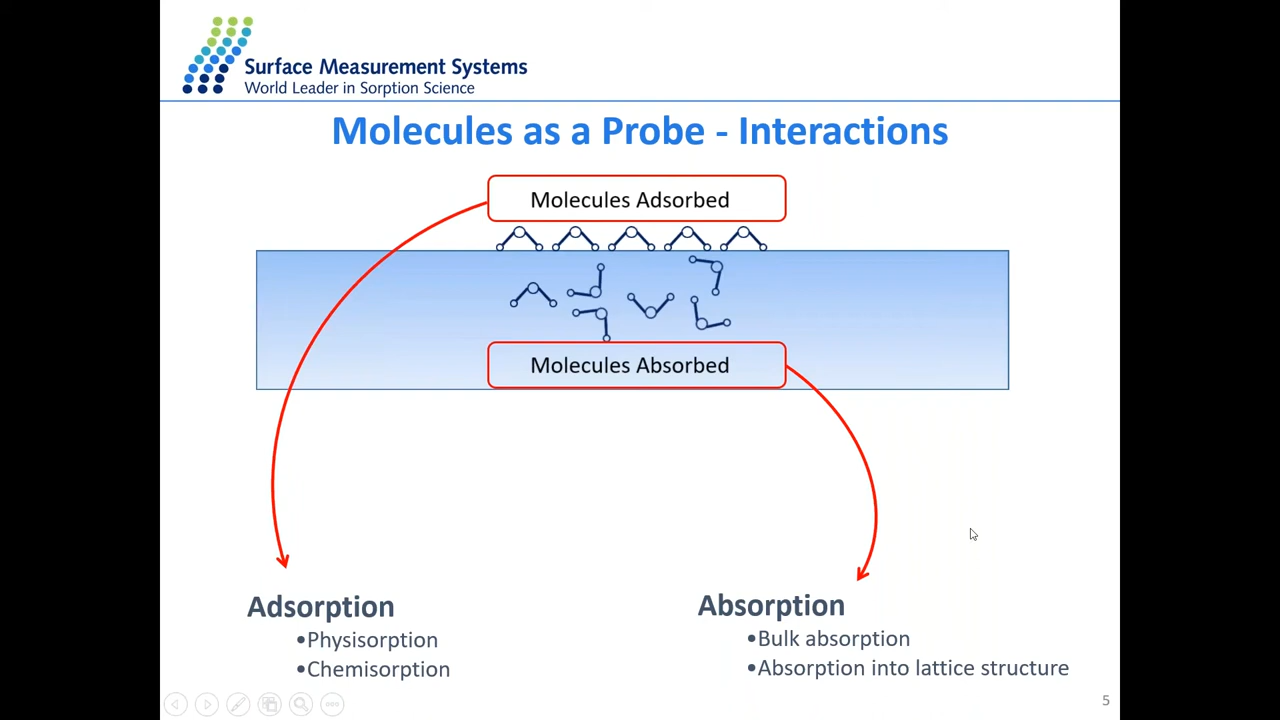 Surface Measurement Systems
World Leader in Sorption Science
Molecules as a Probe - Interactions
Molecules Adsorbed
Molecules Absorbed
Adsorption
•Physisorption
•Chemisorption
Absorption
•Bulk absorption
•Absorption into lattice structure
5